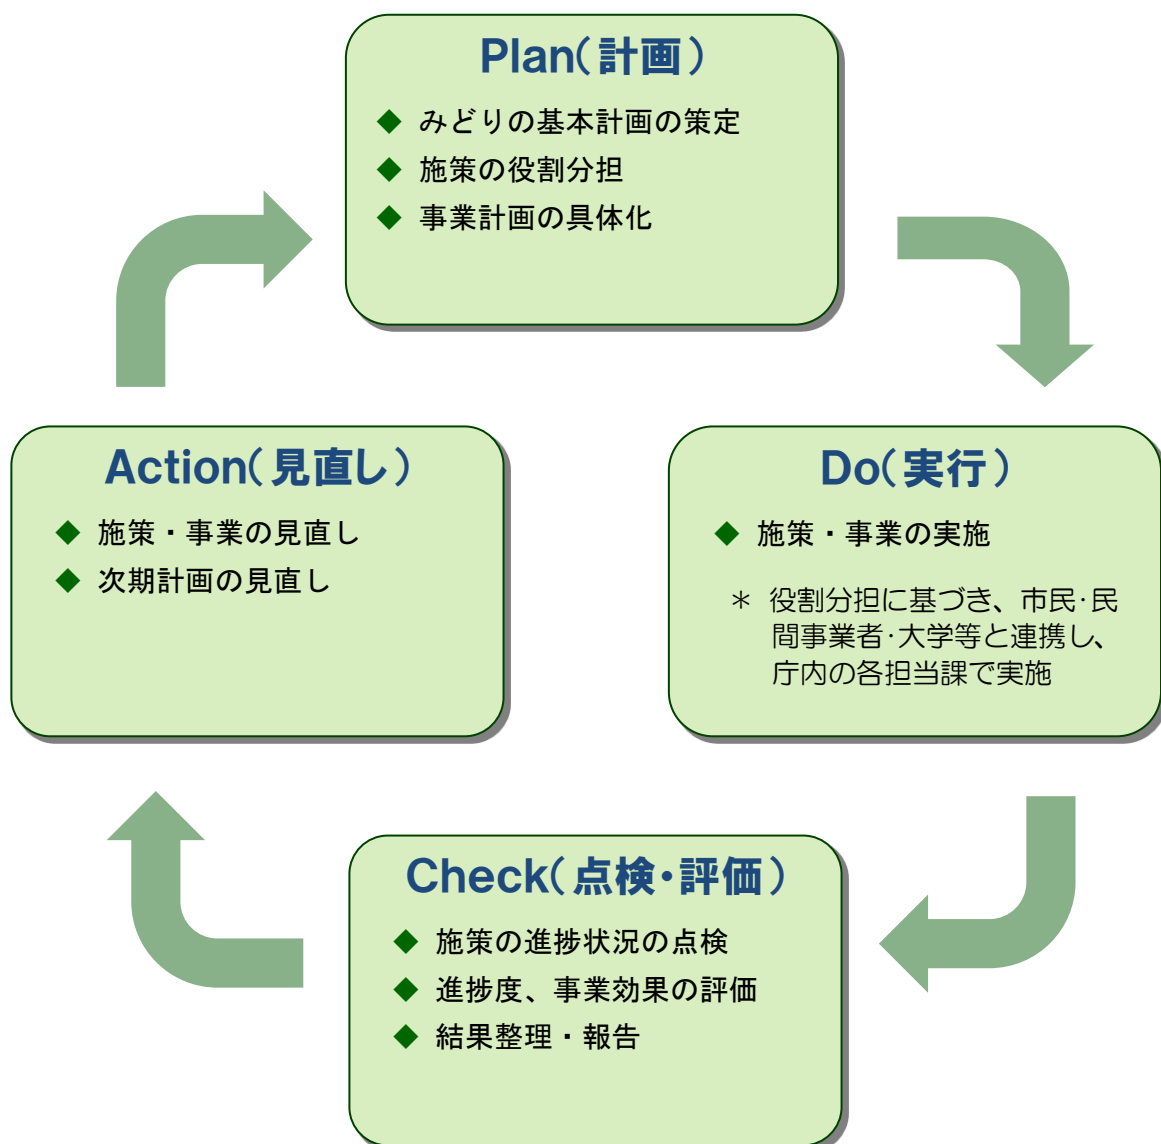 Plan(計画)
◆ みどりの基本計画の策定
◆ 施策の役割分担
◆ 事業計画の具体化
Action(見直し)
◆ 施策・事業の見直し
◆ 次期計画の見直し
Do(実行)
◆ 施策・事業の実施
＊ 役割分担に基づき、市民･民
間事業者･大学等と連携し、
庁内の各担当課で実施
Check(点検・評価)
◆ 施策の進捗状況の点検
◆ 進捗度、事業効果の評価
◆ 結果整理・報告